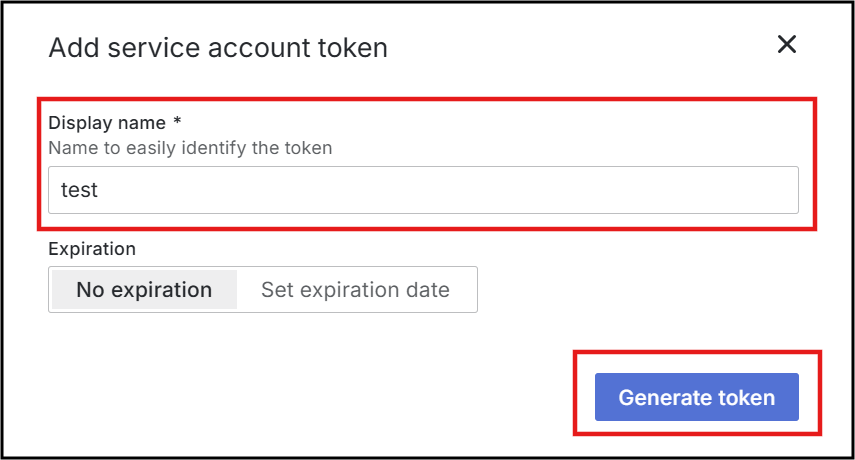 Add service account token
Display name *
Name to easily identify the token
test
Expiration
No expiration Set expiration date
Generate token